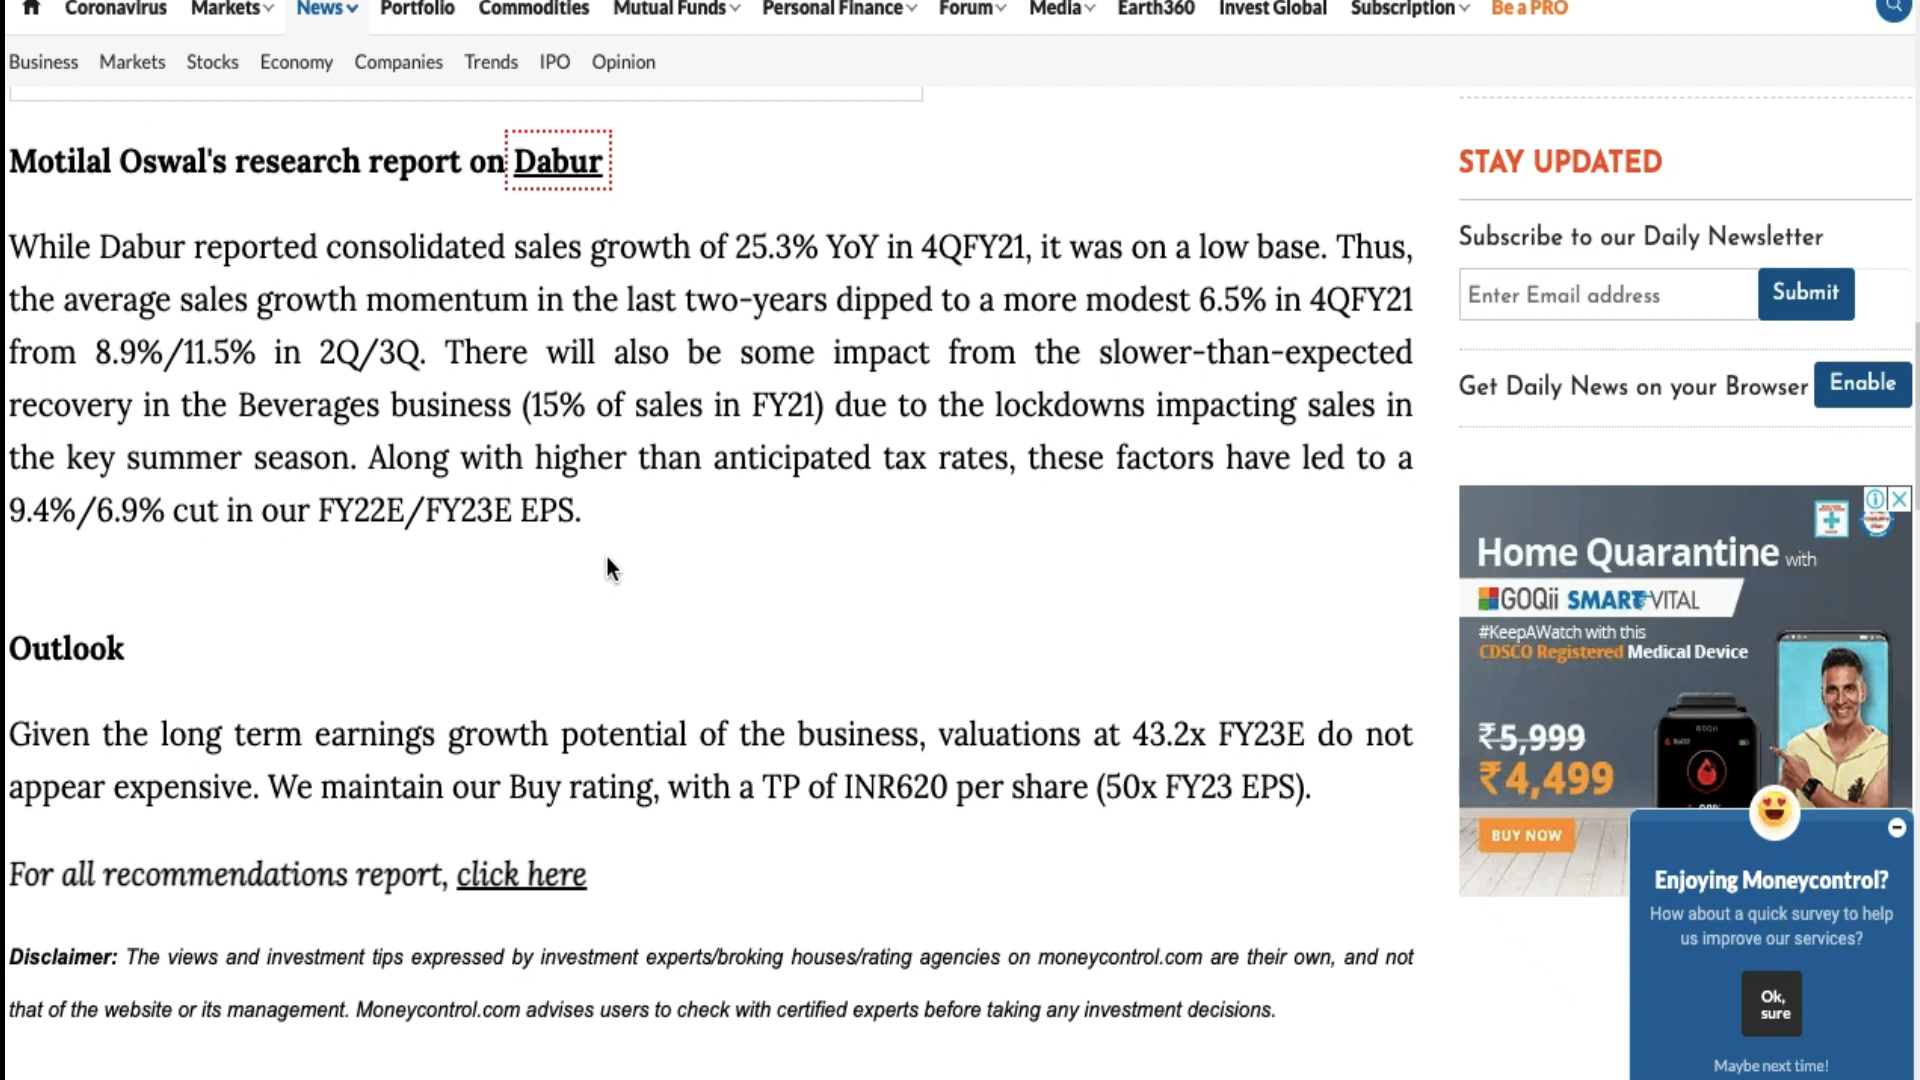 Coronavirus Markets News Portfolio Commodities Mutual Funds Personal Finance Forum Media Earth360 Invest Global Subscription Be a PRO
Business Markets Stocks Economy Companies Trends IPO Opinion
Motilal Oswal's research report on Dabur
While Dabur reported consolidated sales growth of 25.3% YoY in 4QFY21, it was on a low base. Thus,
the average sales growth momentum in the last two-years dipped to a more modest 6.5% in 4QFY21
from 8.9%/11.5% in 2Q/3Q. There will also be some impact from the slower-than-expected
recovery in the Beverages business (15% of sales in FY21) due to the lockdowns impacting sales in
the key summer season. Along with higher than anticipated tax rates, these factors have led to a
9.4%/6.9% cut in our FY22E/FY23E EPS.
Outlook
Given the long term earnings growth potential of the business, valuations at 43.2x FY23E do not
appear expensive. We maintain our Buy rating, with a TP of INR620 per share (50x FY23 EPS).
For all recommendations report, click here
Disclaimer: The views and investment tips expressed by investment experts/broking houses/rating agencies on moneycontrol.com are their own, and not
that of the website or its management. Moneycontrol.com advises users to check with certified experts before taking any investment decisions.
STAY UPDATED
Subscribe to our Daily Newsletter
Enter Email address Submit
Get Daily News on your Browser Enable
Home Quarantine with
GOQii SMART VITAL
#KeepAWatch with this
CDSCO Registered Medical Device
₹5,999
₹4,499
BUY NOW
Enjoying Moneycontrol?
How about a quick survey to help
us improve our services?
Ok,
sure
Maybe next time!